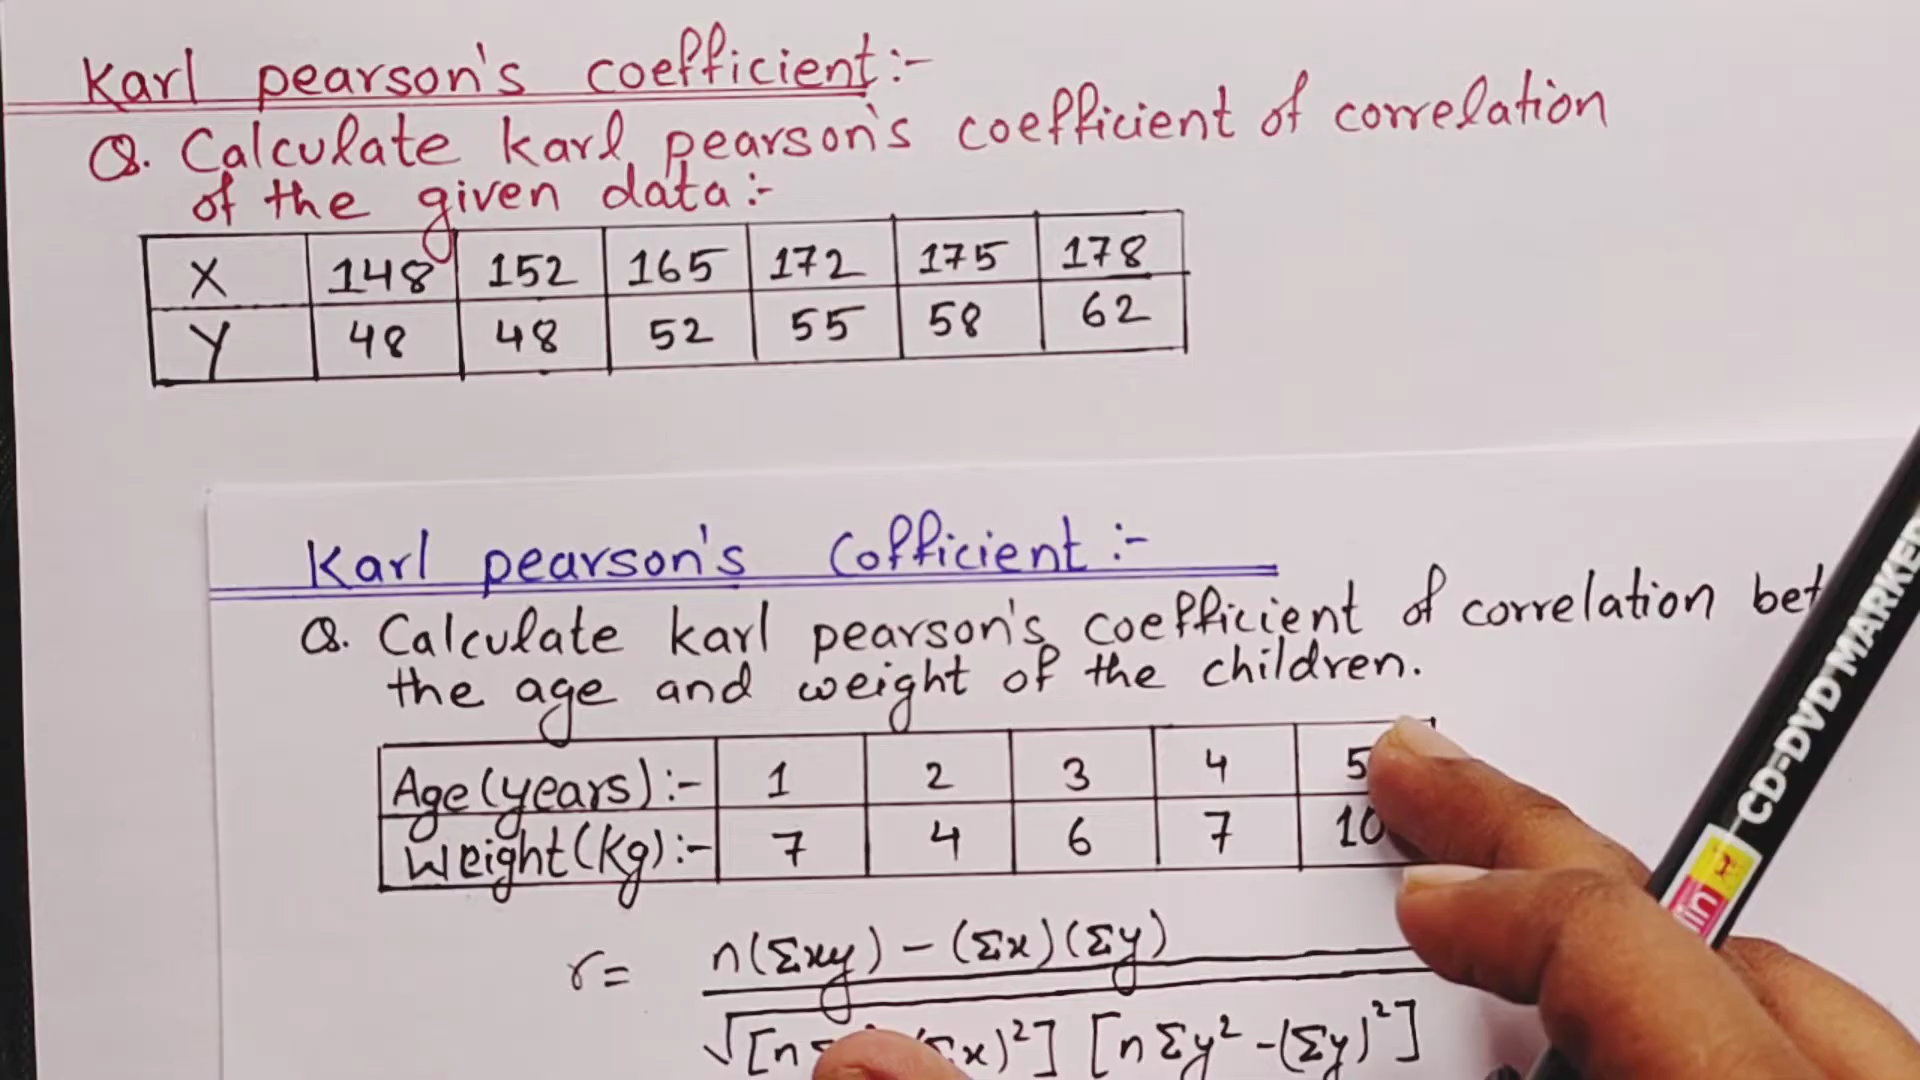 Karl pearson's coefficient:-
Q. Calculate karl pearson's coefficient of correlation
of the given data:-
X 148 152 165 172 175 178
Y 48 48 52 55 58 62
Karl pearson's Cofficient:-
Q. Calculate karl pearson's coefficient of correlation bet
the age and weight of the children.
Age(years):- 1 2 3 4 5
Weight(Kg):- 7 4 6 7 10
r= n(Σxy) - (Σx)(Σy)
√[n x)²] [nΣy² -(Σy)²]
CD-DVD MARKER
in